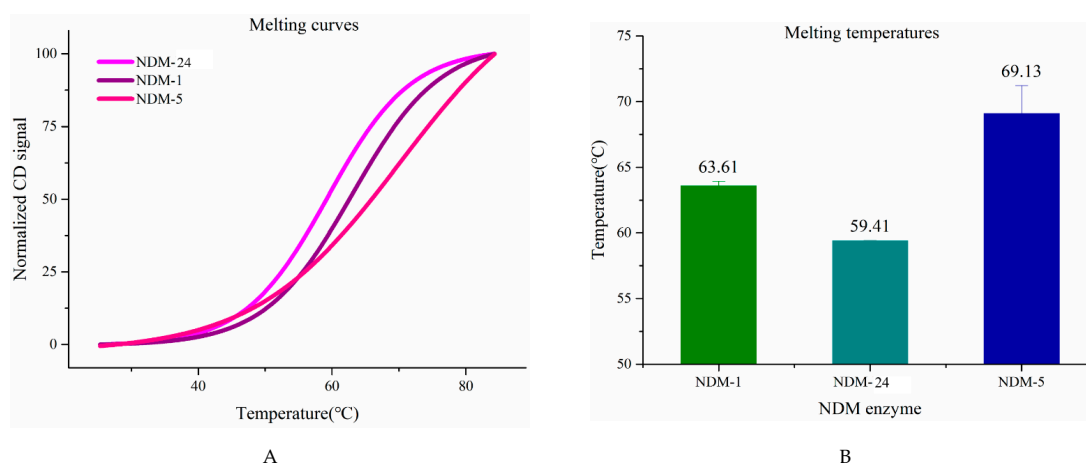 Melting curves
NDM-24
NDM-1
NDM-5
100
75
50
25
0
Normalized CD signal
40 60 80
Temperature(℃)
A
Melting temperatures
75
70
65
60
55
50
Temperature(℃)
63.61
59.41
69.13
NDM-1 NDM-24 NDM-5
NDM enzyme
B